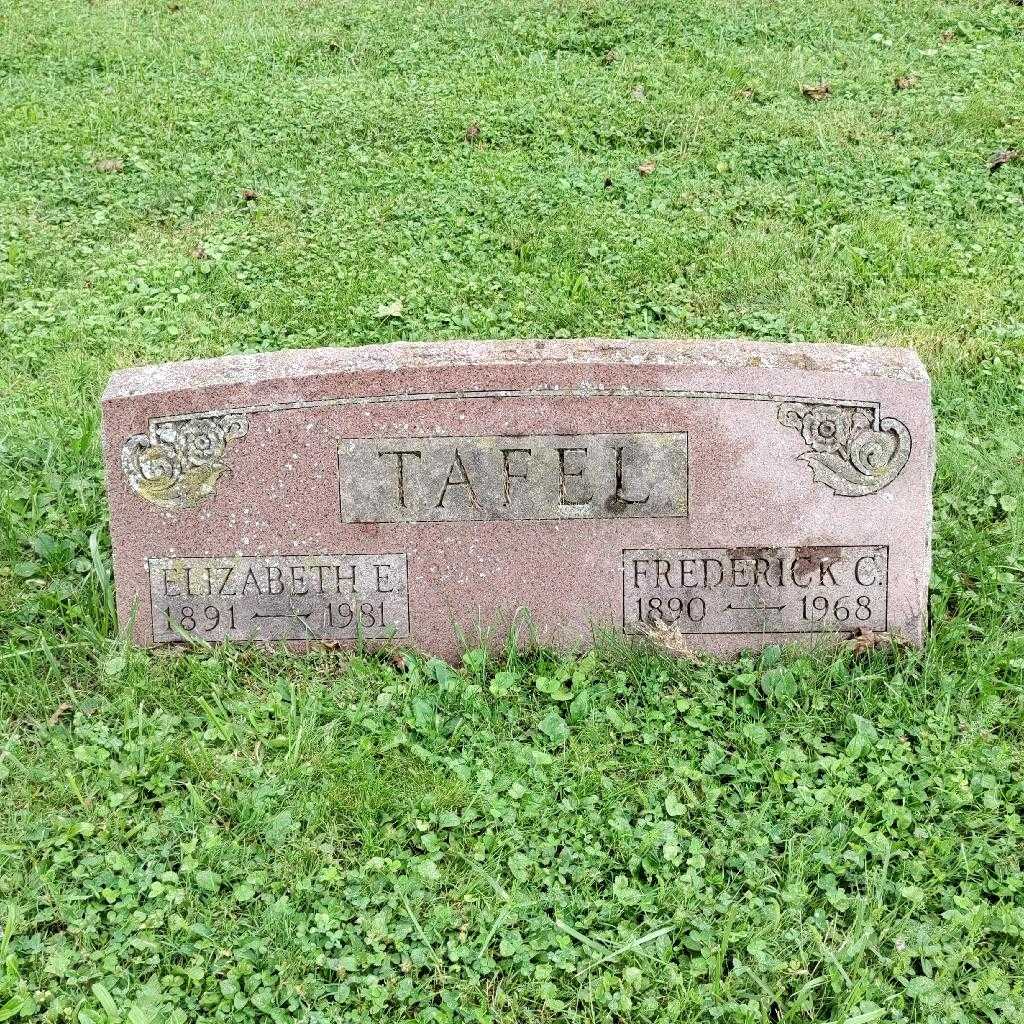 TAFEL
ELIZABETH E.
1891 — 1981
FREDERICK C.
1890 — 1968